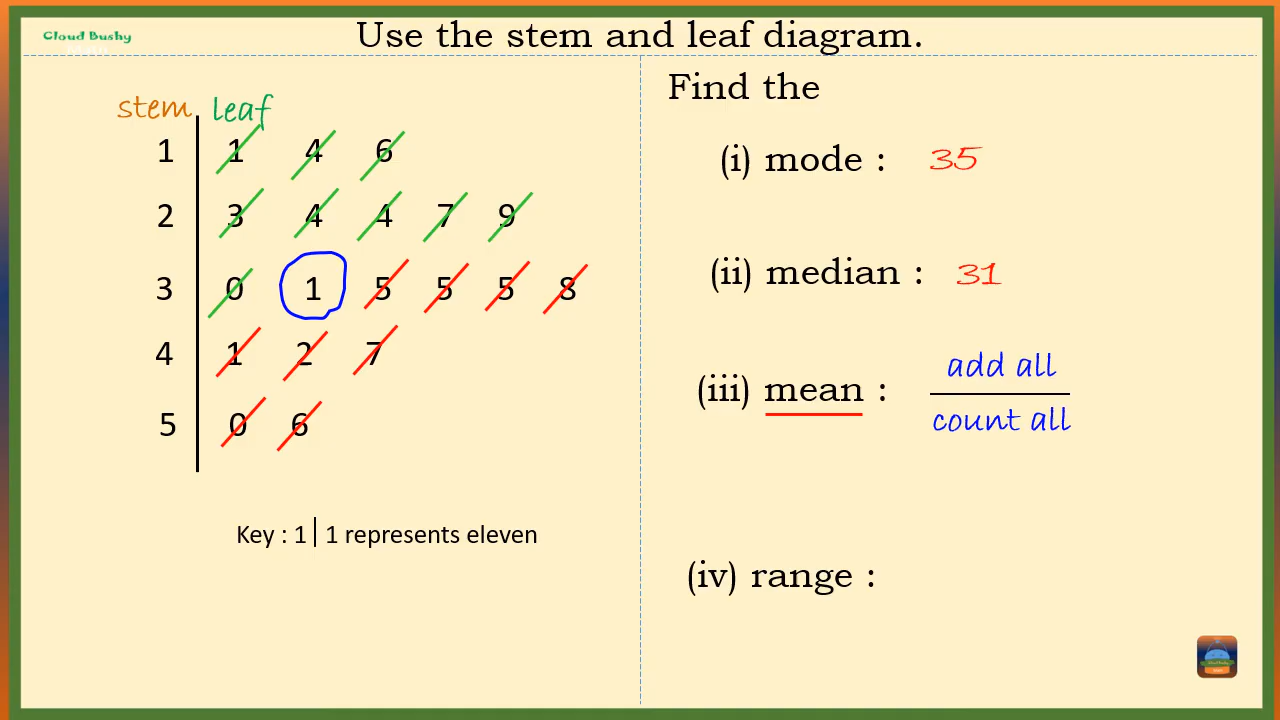 Cloud Bushy
Use the stem and leaf diagram.
stem leaf
1 1 4 6
2 3 4 4 7 9
3 0 1 5 5 5 8
4 1 2 7
5 0 6
Key : 1 | 1 represents eleven
Find the
(i) mode : 35
(ii) median : 31
(iii) mean : add all
count all
(iv) range :